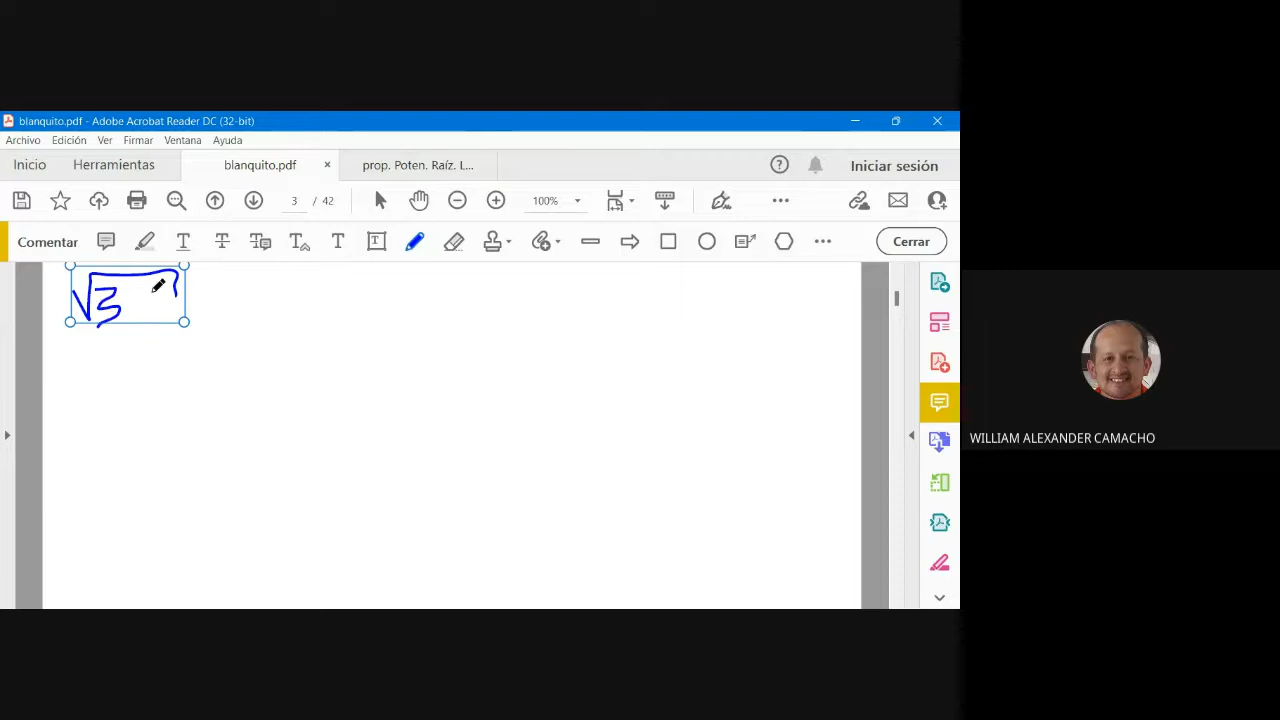 blanquito.pdf - Adobe Acrobat Reader DC (32-bit)
Archivo Edición Ver Firmar Ventana Ayuda
Inicio Herramientas blanquito.pdf × prop. Poten. Raíz. L... Iniciar sesión
3 / 42 100%
Comentar Cerrar
√3
WILLIAM ALEXANDER CAMACHO